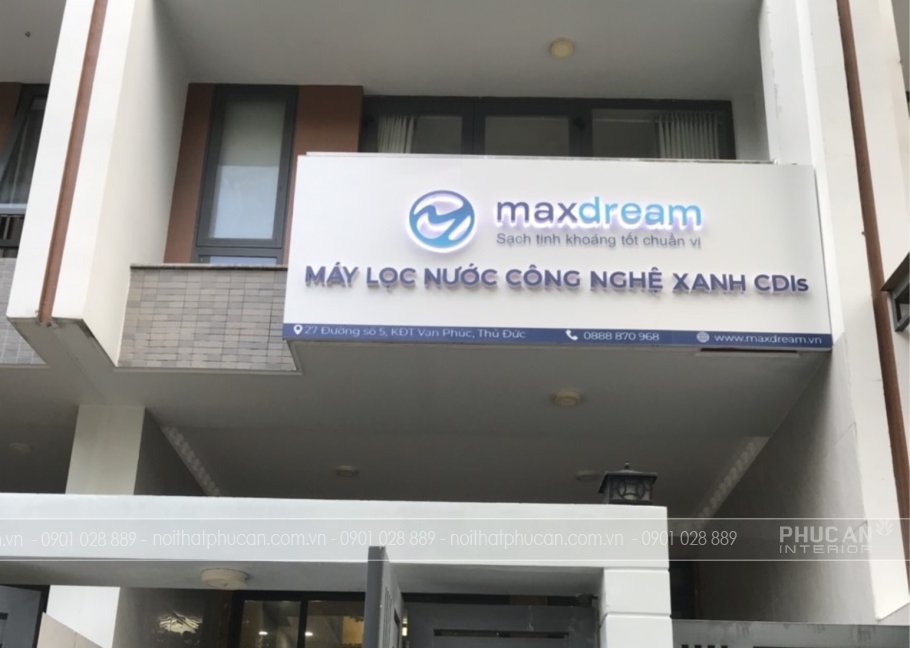 maxdream
Sạch tinh khoáng tốt chuẩn vị
MÁY LỌC NƯỚC CÔNG NGHỆ XANH CDIs
27 Đường số 5, KĐT Vạn Phúc, Thủ Đức 0888 870 968 www.maxdream.vn
.vn - 0901 028 889 - noithatphucan.com.vn - 0901 028 889 - noithatphucan.com.vn - 0901 028 889
PHUCAN
INTERIOR